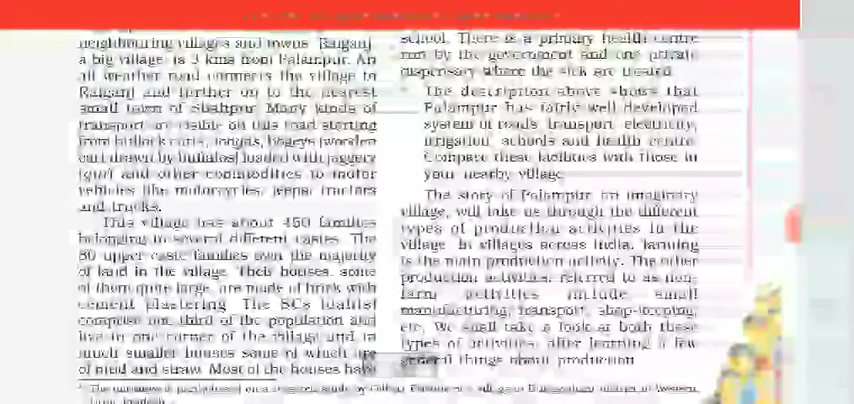 neighbouring villages and towns. Raiganj,
a big village, is 3 kms from Palampur. An
all weather road connects the village to
Raiganj and further on to the nearest
small town of Shahpur. Many kinds of
transport are visible on this road starting
from bullock carts, tongas, bogeys (wooden
cart drawn by buffalos) loaded with jaggery
(gur) and other commodities to motor
vehicles like motorcycles, jeeps, tractors
and trucks.
This village has about 450 families
belonging to several different castes. The
80 upper caste families own the majority
of land in the village. Their houses, some
of them quite large, are made of brick with
cement plastering. The SCs (dalits)
comprise one third of the population and
live in one corner of the village and in
much smaller houses some of which are
of mud and straw. Most of the houses have
school. There is a primary health centre
run by the government and one private
dispensary where the sick are treated.
The description above shows that
Palampur has fairly well developed
system of roads, transport, electricity,
irrigation, schools and health centre.
Compare these facilities with those in
your nearby village.
The story of Palampur, an imaginary
village, will take us through the different
types of production activities in the
village. In villages across India, farming
is the main production activity. The other
production activities, referred to as non-
farm activities include small
manufacturing, transport, shop-keeping,
etc. We shall take a look at both these
types of activities, after learning a few
general things about production.